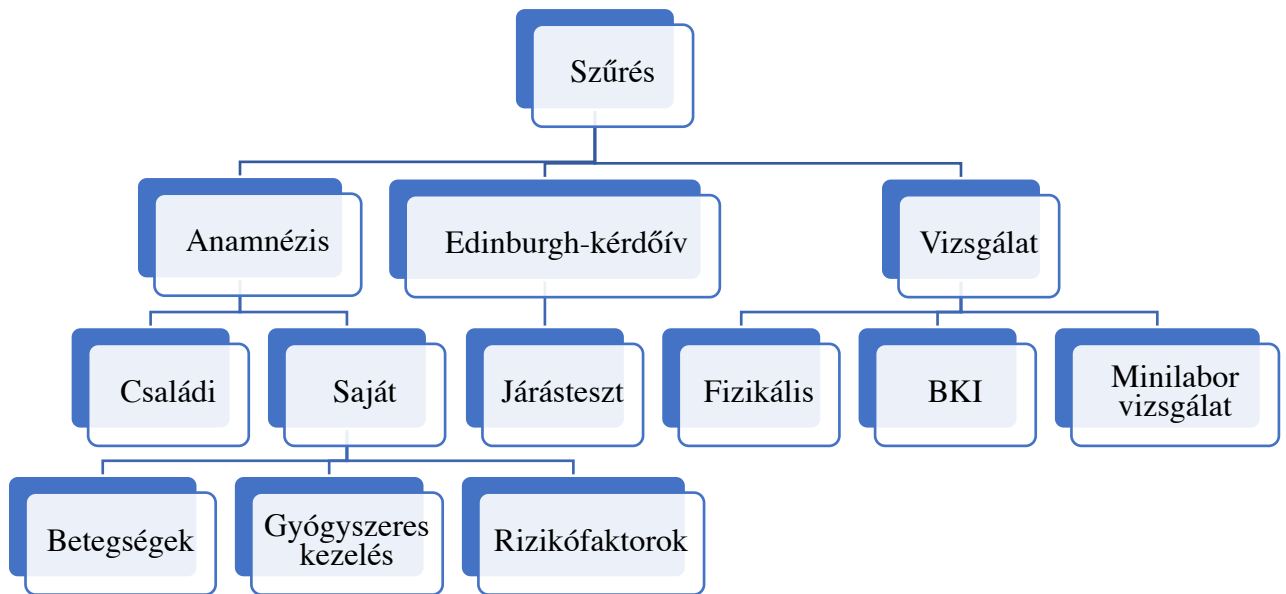 Szűrés
Anamnézis
Edinburgh-kérdőív
Vizsgálat
Családi
Saját
Járásteszt
Fizikális
BKI
Minilabor
vizsgálat
Betegségek
Gyógyszeres
kezelés
Rizikófaktorok